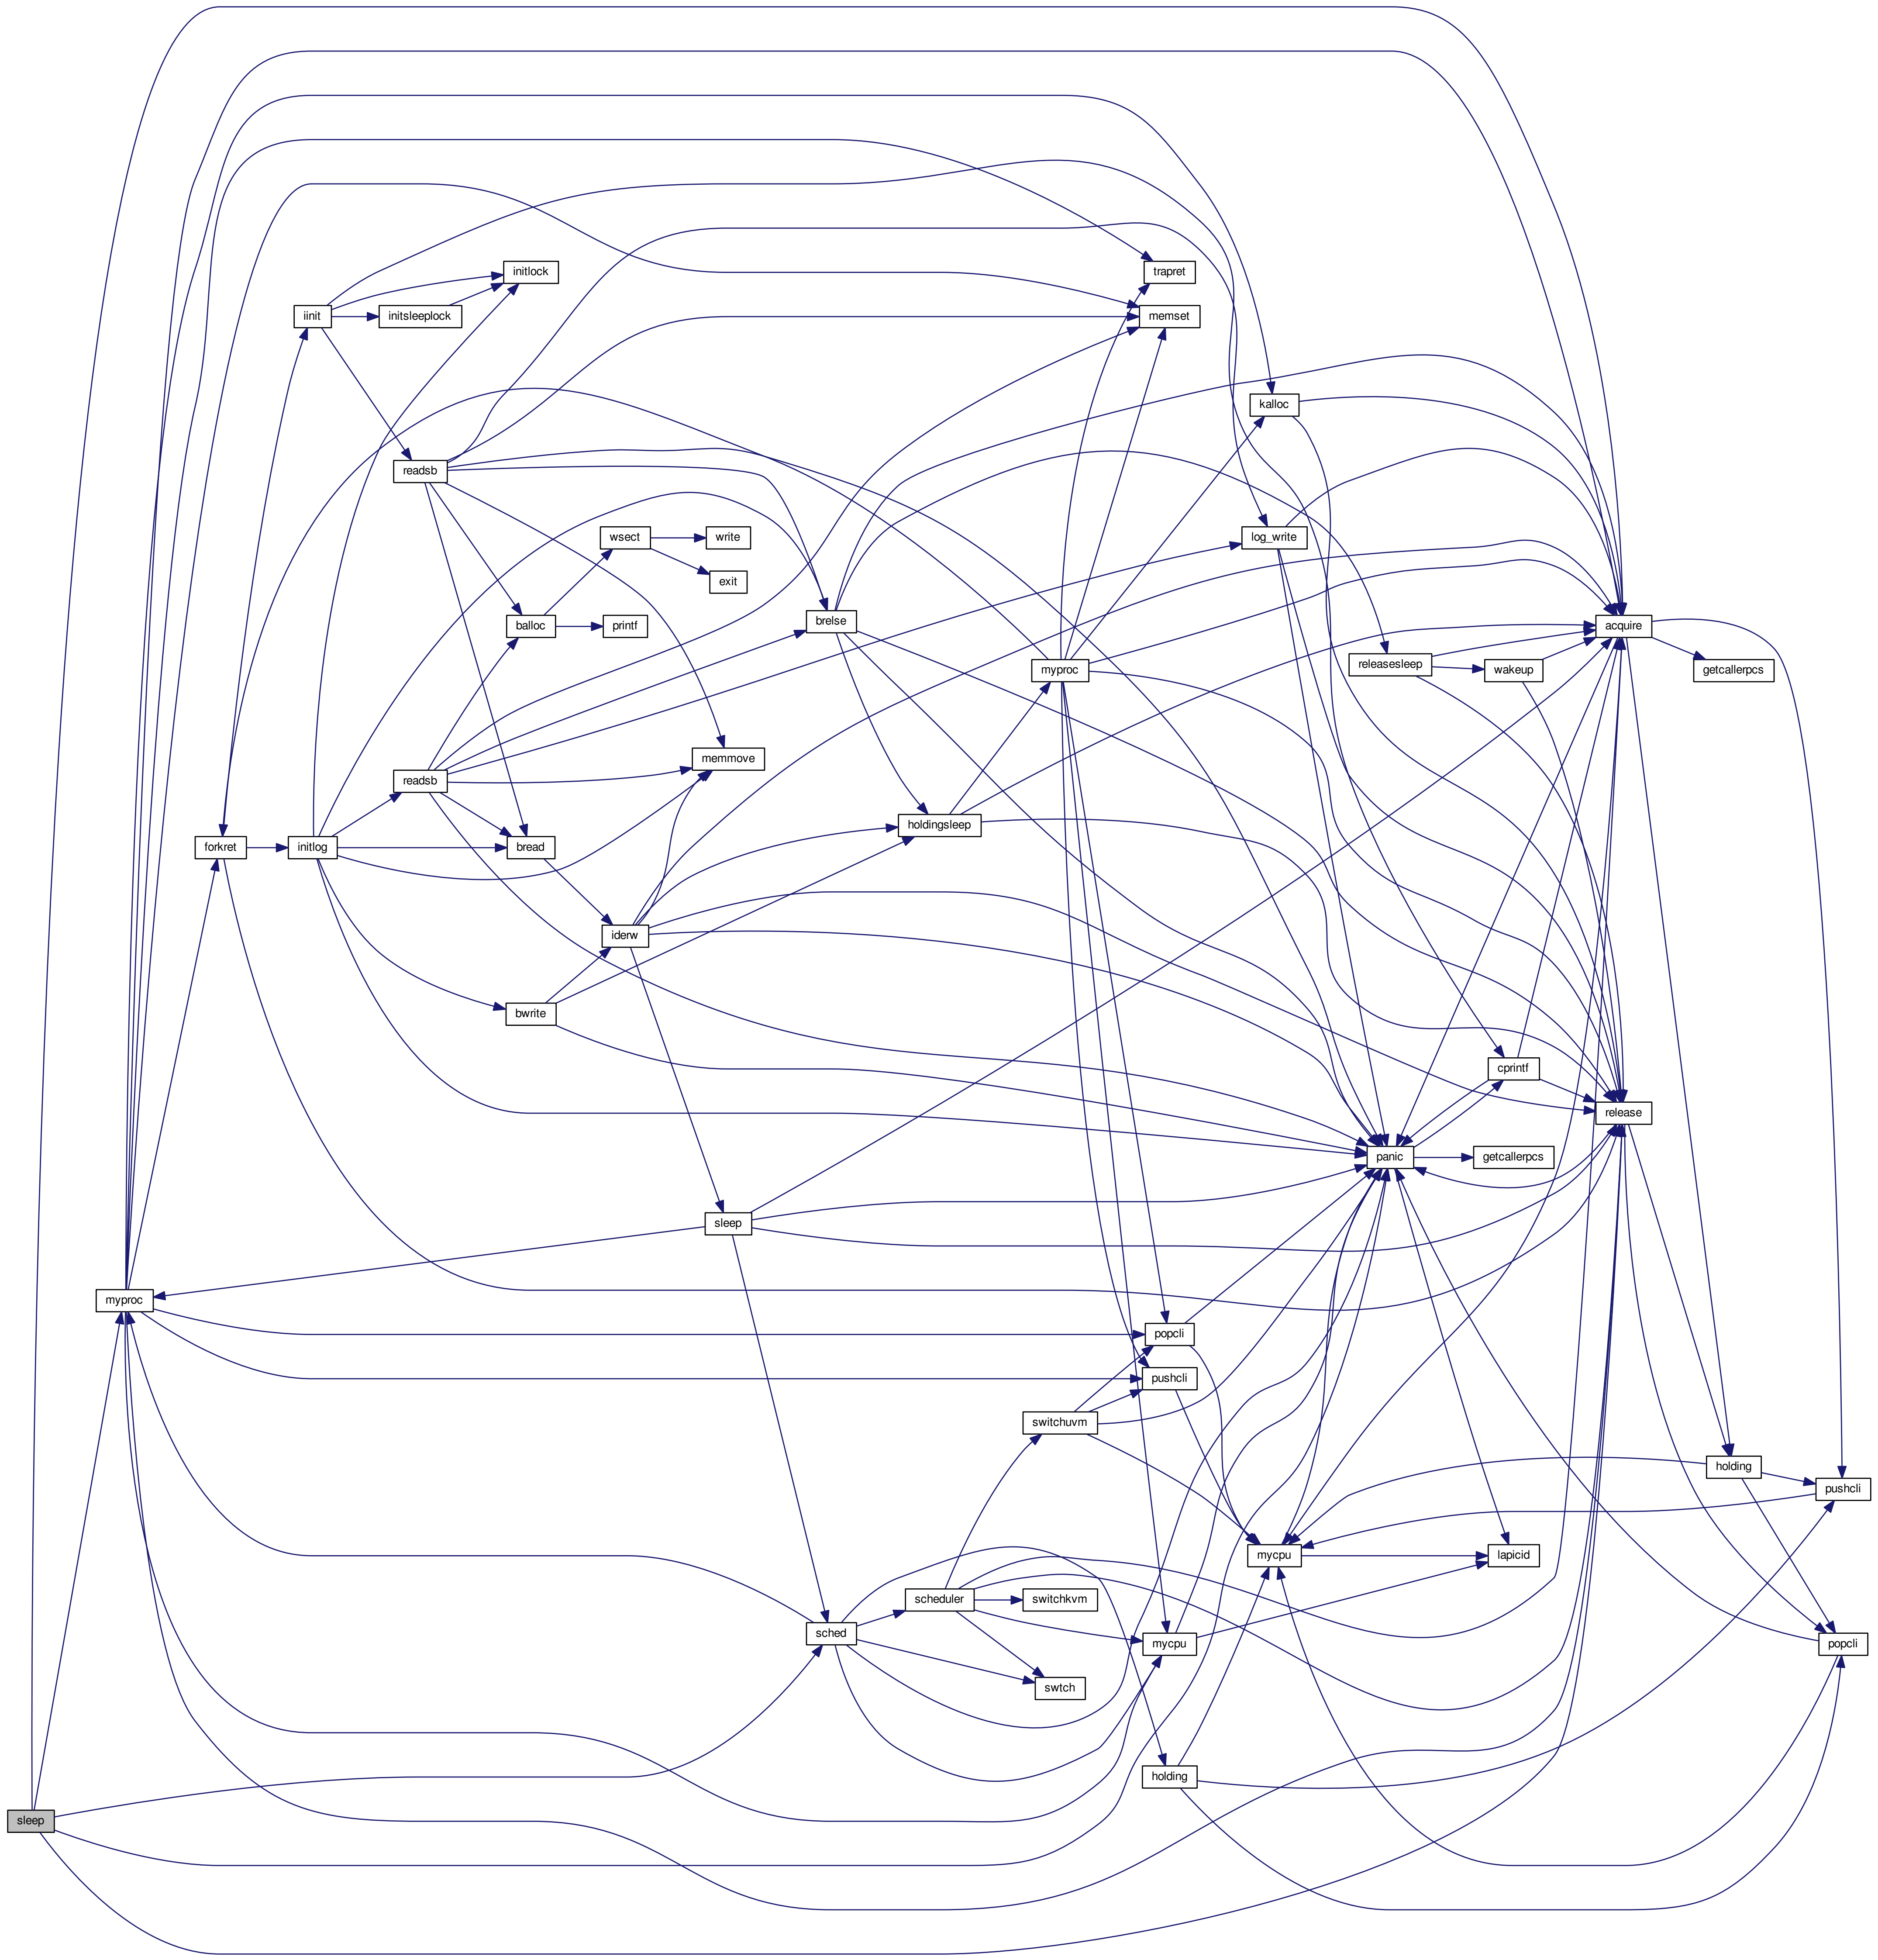 initlock
trapret
iinit
initsleeplock
memset
kalloc
readsb
wsect
write
log_write
exit
brelse
balloc
printf
acquire
releasesleep
wakeup
myproc
getcallerpcs
memmove
readsb
holdingsleep
forkret
initlog
bread
iderw
bwrite
cprintf
release
panic
getcallerpcs
sleep
myproc
popcli
pushcli
switchuvm
holding
pushcli
mycpu
lapicid
scheduler
switchkvm
sched
mycpu
popcli
swtch
holding
sleep